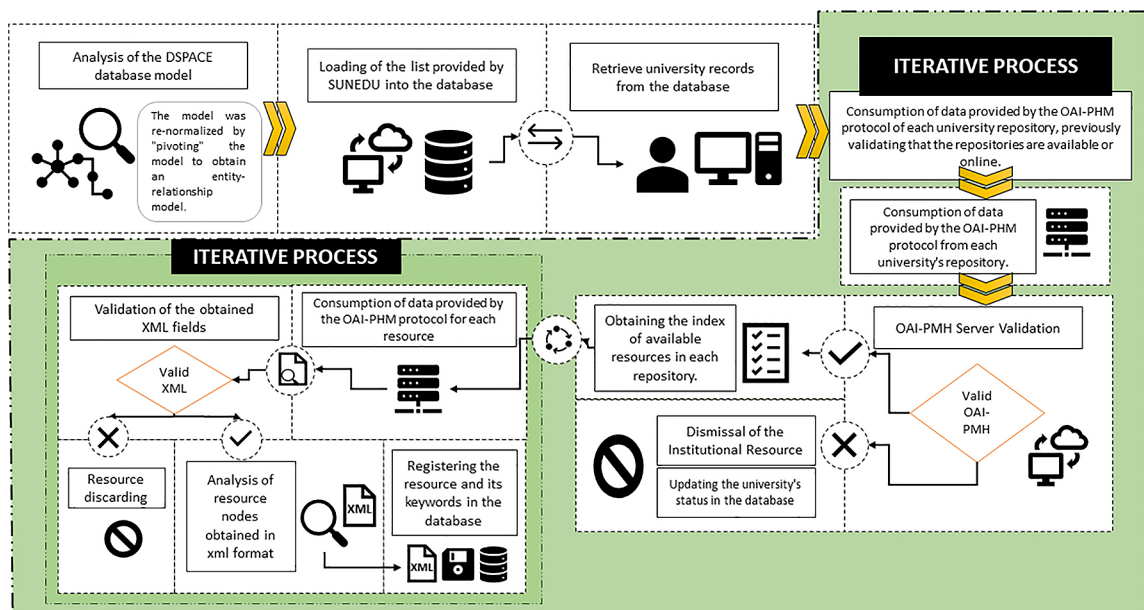 Analysis of the DSPACE
database model
The model was
re-normalized by
"pivoting" the
model to obtain
an entity-
relationship
model.
Loading of the list provided by
SUNEDU into the database
Retrieve university records
from the database
ITERATIVE PROCESS
Consumption of data provided by the OAI-PHM
protocol of each university repository, previously
validating that the repositories are available or
online.
Consumption of data
provided by the OAI-PHM
protocol from each
university's repository.
OAI-PMH Server Validation
Valid
OAI-
PMH
Obtaining the index
of available
resources in each
repository.
Dismissal of the
Institutional Resource
Updating the university's
status in the database
ITERATIVE PROCESS
Consumption of data provided by
the OAI-PHM protocol for each
resource
Validation of the obtained
XML fields
Valid
XML
Resource
discarding
Analysis of
resource
nodes
obtained in
xml format
XML
Registering the
resource and its
keywords in the
database
XML